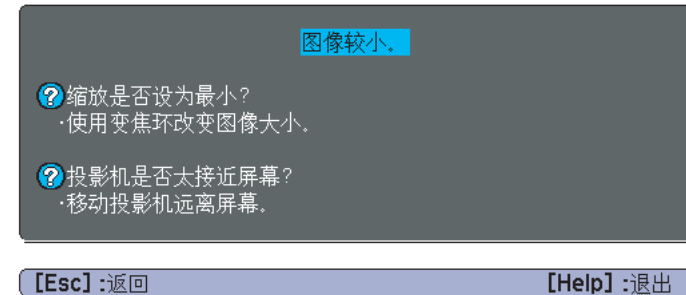 图像较小。
?缩放是否设为最小?
·使用变焦环改变图像大小。
?投影机是否太接近屏幕?
·移动投影机远离屏幕。
[Esc] :返回 [Help] :退出